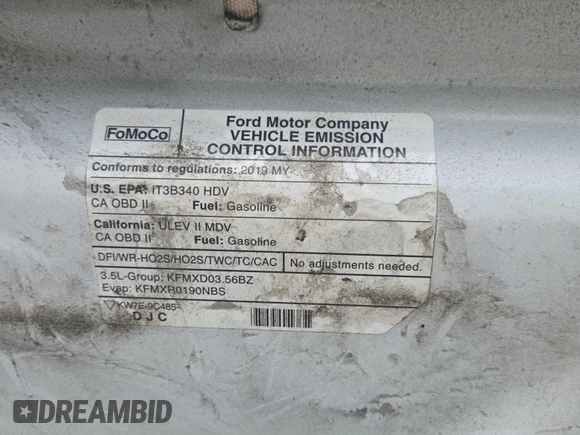 FoMoCo
Ford Motor Company
VEHICLE EMISSION
CONTROL INFORMATION
Conforms to regulations: 2019 MY
U.S. EPA: IT3B340 HDV
CA OBD II Fuel: Gasoline
California: ULEV II MDV
CA OBD II Fuel: Gasoline
DFI/WR-HO2S/HO2S/TWC/TC/CAC No adjustments needed.
3.5L-Group: KFMXD03.56BZ
Evap: KFMXR0190NBS
KW7E-9C485-
DJC
DREAMBID